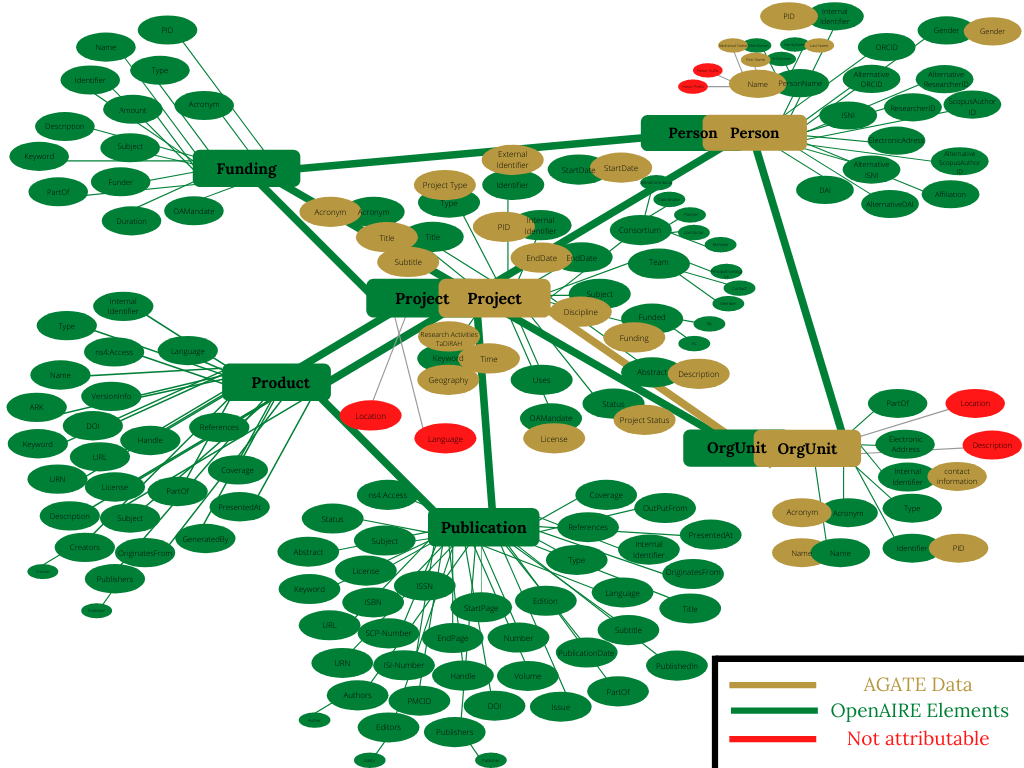 PID
Name
Type
Identifier
Acronym
Amount
Description
Subject
Keyword
Funder
PartOf
Duration
OAMandate
Funding
PID
Internal
Identifier
ORCID
Gender
Gender
Name
PersonName
Alternative
ORCID
Alternative
ResearcherID
ISNI
ResearcherID
ScopusAuthor
ID
ElectronicAdress
Alternative
ISNI
Alternative
ScopusAuthor
ID
DAI
AlternativeDAI
Affiliation
Person
Person
External
Identifier
Identifier
StartDate
StartDate
Project Type
Type
Acronym
Acronym
PID
Internal
Identifier
Title
Title
Subtitle
EndDate
EndDate
Consortium
Team
Project
Project
Subject
Discipline
Funded
Funding
Research Activities
TaDiRAH
Keyword
Time
Geography
Uses
Abstract
Description
Status
Project Status
OAMandate
License
Location
Language
Internal
Identifier
Type
ns4:Access
Language
Name
VersionInfo
ARK
DOI
References
Keyword
Handle
URL
URN
Coverage
License
PartOf
Description
Subject
PresentedAt
Creators
OriginatesFrom
GeneratedBy
Publishers
Product
OrgUnit
OrgUnit
PartOf
Location
Electronic
Address
Description
Internal
Identifier
contact
information
Acronym
Acronym
Type
Name
Name
Identifier
PID
Publication
ns4:Access
Status
Subject
Abstract
License
Keyword
ISBN
ISSN
URL
SCP-Number
URN
ISI-Number
Authors
PMCID
Editors
Publishers
StartPage
EndPage
Handle
DOI
Number
Volume
Issue
Edition
PublicationDate
PartOf
Coverage
References
OutPutFrom
PresentedAt
Internal
Identifier
Type
OriginatesFrom
Language
Title
Subtitle
PublishedIn
AGATE Data
OpenAIRE Elements
Not attributable